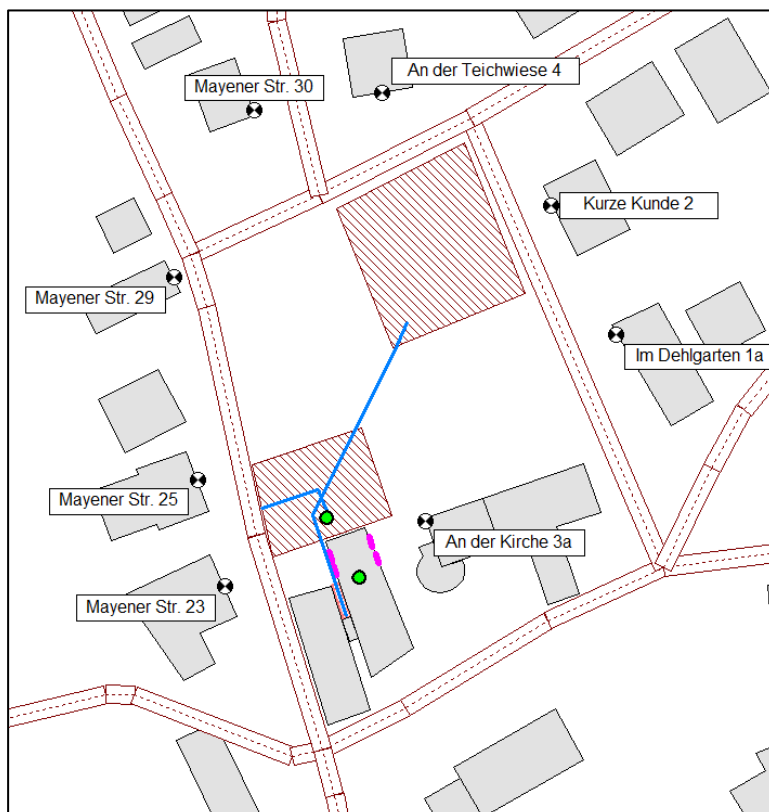 An der Teichwiese 4
Mayener Str. 30
Kurze Kunde 2
Mayener Str. 29
Im Dehlgarten 1a
Mayener Str. 25
An der Kirche 3a
Mayener Str. 23